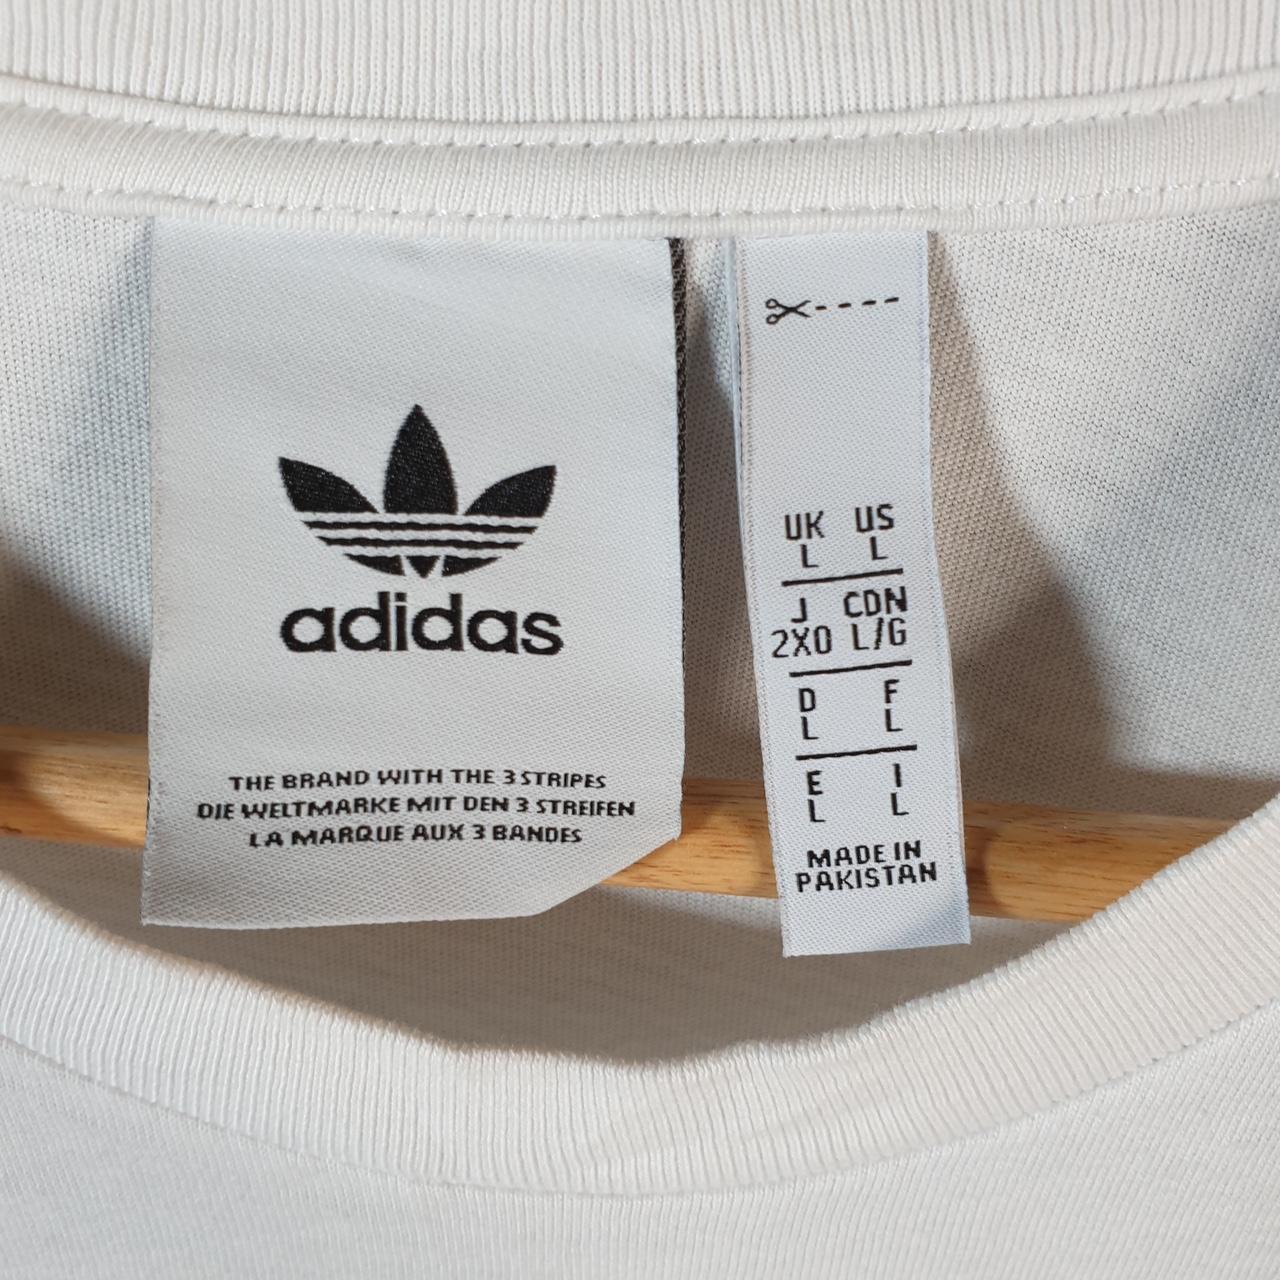 adidas
THE BRAND WITH THE 3 STRIPES
DIE WELTMARKE MIT DEN 3 STREIFEN
LA MARQUE AUX 3 BANDES
UK US
L L
J CDN
2XO L/G
D F
L L
E I
L L
MADE IN
PAKISTAN